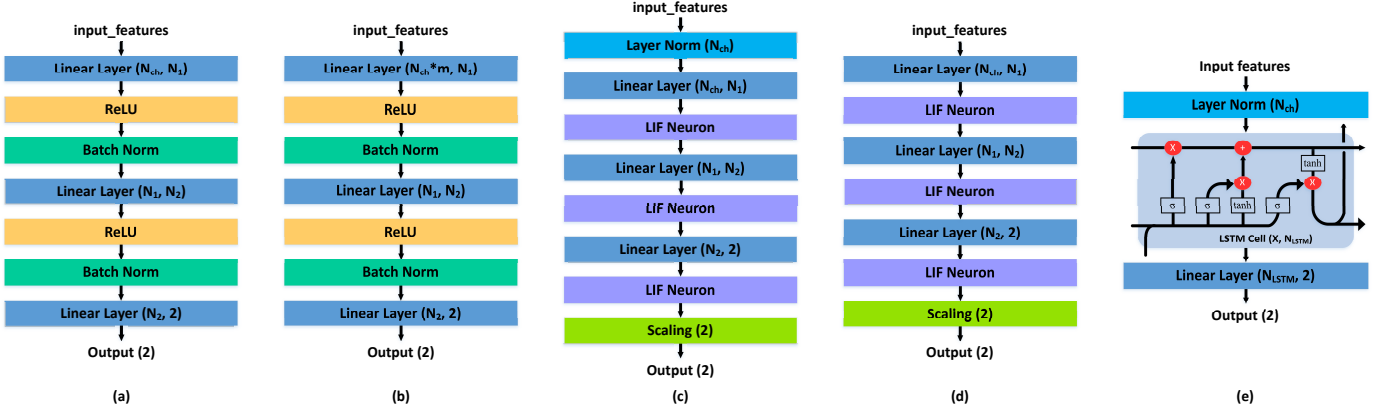 input_features
Linear Layer (Nch, N1)
ReLU
Batch Norm
Linear Layer (N1, N2)
ReLU
Batch Norm
Linear Layer (N2, 2)
Output (2)
(a)
input_features
Linear Layer (Nch*m, N1)
ReLU
Batch Norm
Linear Layer (N1, N2)
ReLU
Batch Norm
Linear Layer (N2, 2)
Output (2)
(b)
input_features
Layer Norm (Nch)
Linear Layer (Nch, N1)
LIF Neuron
Linear Layer (N1, N2)
LIF Neuron
Linear Layer (N2, 2)
LIF Neuron
Scaling (2)
Output (2)
(c)
input_features
Linear Layer (Nch, N1)
LIF Neuron
Linear Layer (N1, N2)
LIF Neuron
Linear Layer (N2, 2)
LIF Neuron
Scaling (2)
Output (2)
(d)
Input features
Layer Norm (Nch)
X
+
tanh
X
X
σ
σ
tanh
σ
LSTM Cell (X, NLSTM)
Linear Layer (NLSTM, 2)
Output (2)
(e)